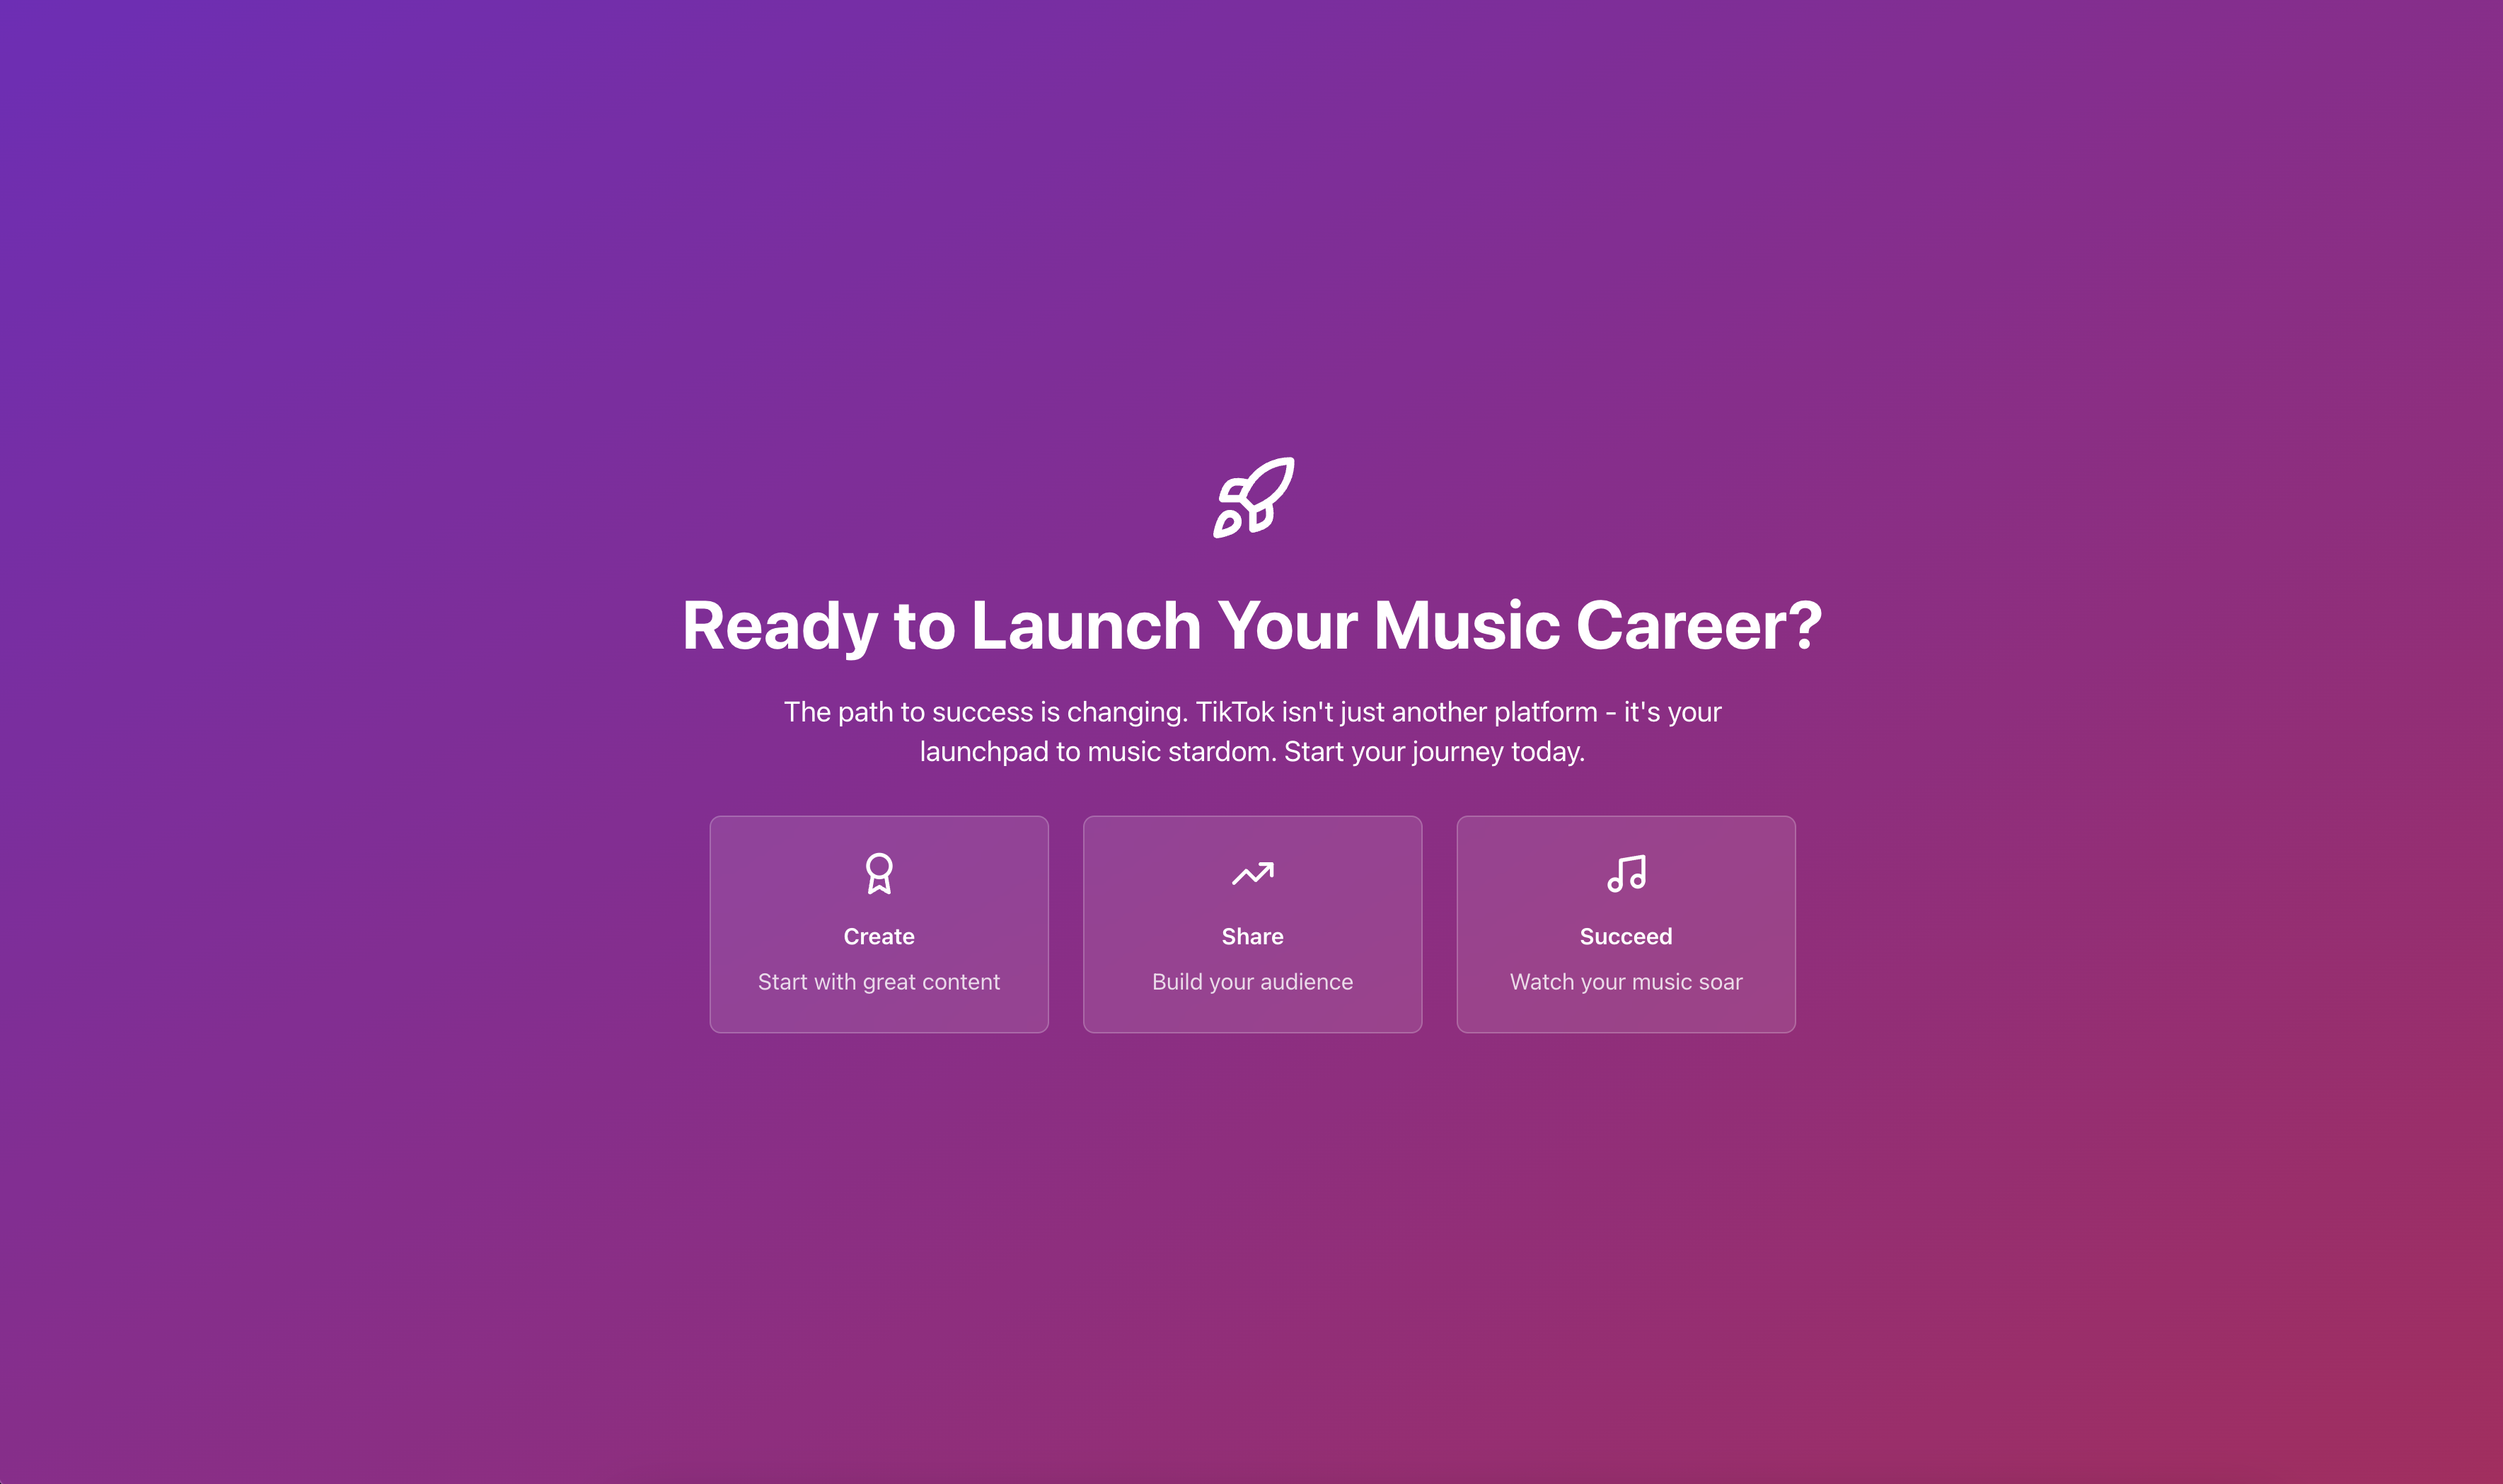 Ready to Launch Your Music Career?
The path to success is changing. TikTok isn't just another platform - it's your
launchpad to music stardom. Start your journey today.
Create
Start with great content
Share
Build your audience
Succeed
Watch your music soar